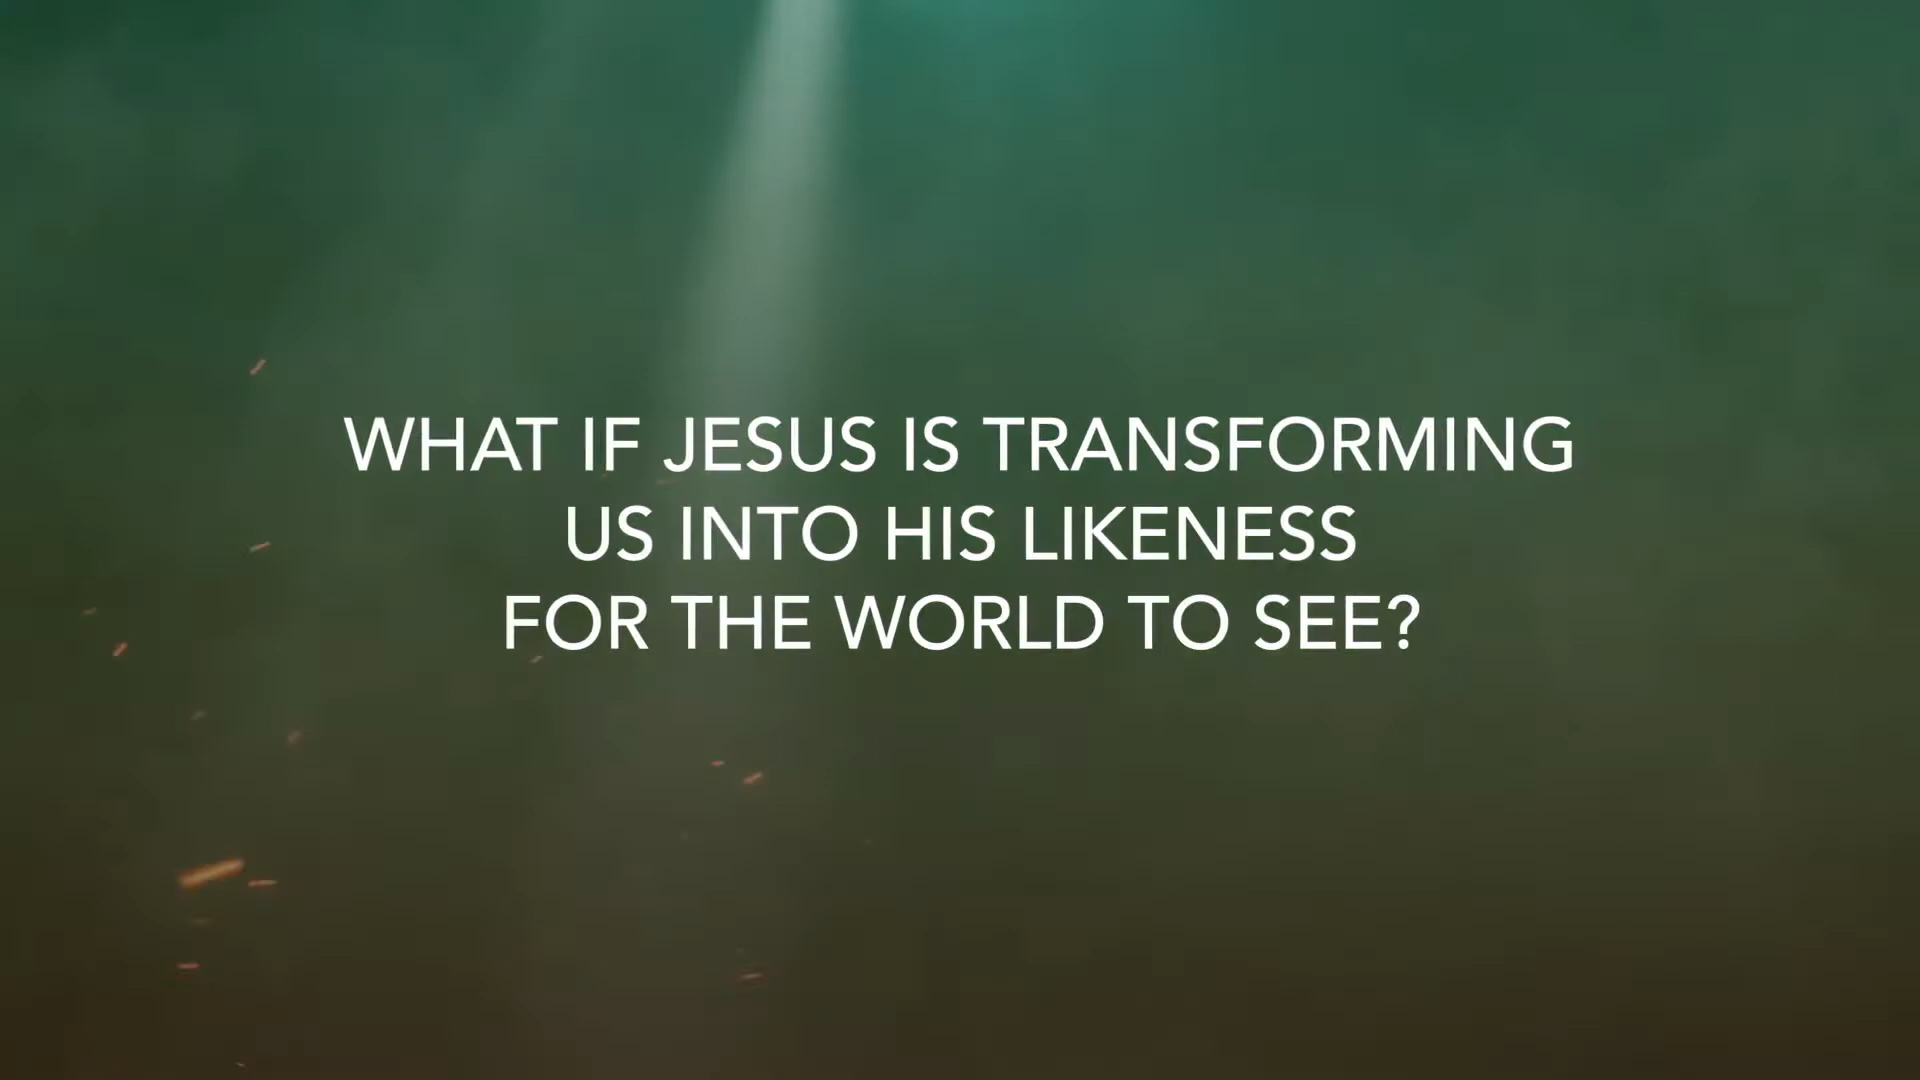 WHAT IF JESUS IS TRANSFORMING
US INTO HIS LIKENESS
FOR THE WORLD TO SEE?